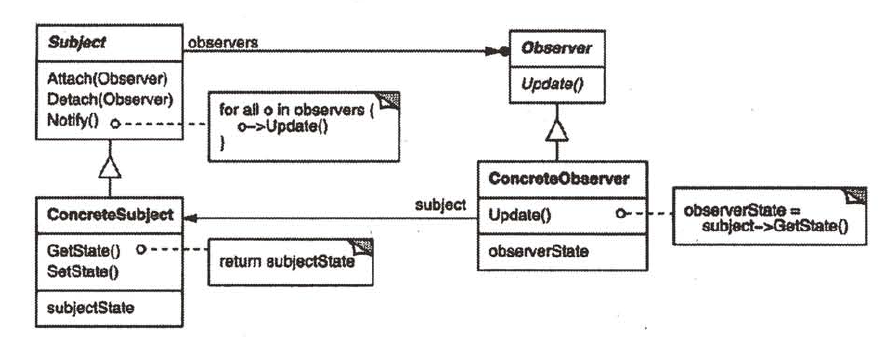 Subject
observers
Observer
Attach(Observer)
Detach(Observer)
Notify()
for all o in observers {
o->Update()
}
Update()
ConcreteSubject
GetState()
SetState()
subjectState
return subjectState
subject
ConcreteObserver
Update()
observerState
observerState =
subject->GetState()